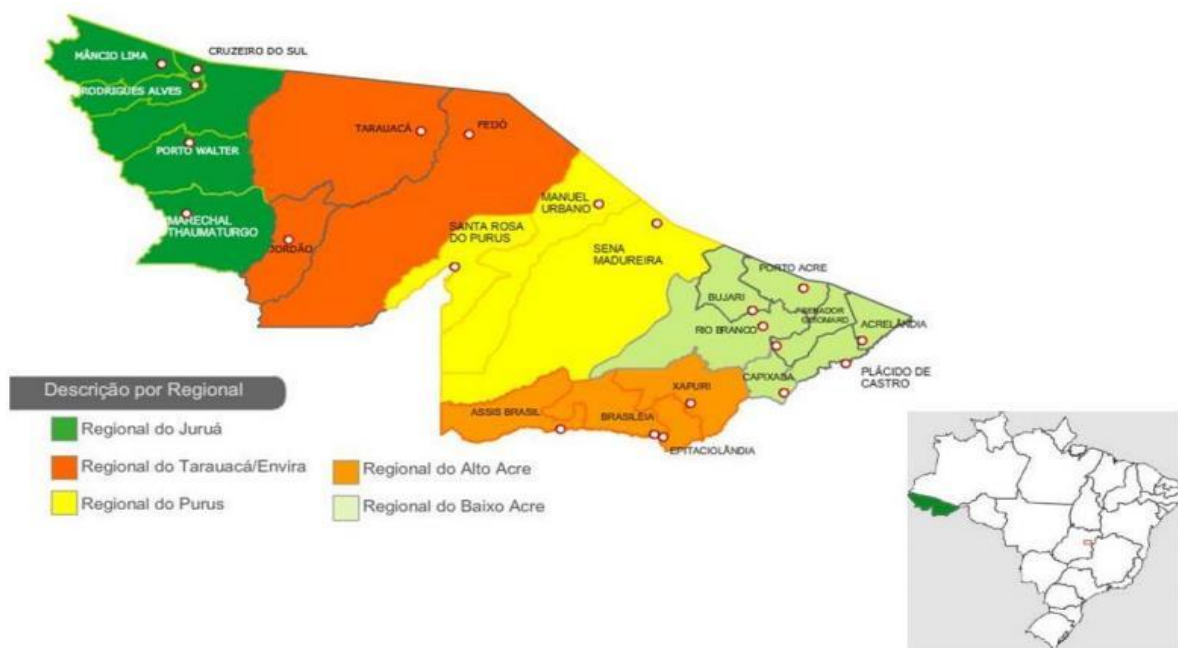 MÂNCIO LIMA
CRUZEIRO DO SUL
RODRIGUES ALVES
PORTO WALTER
MARECHAL
THAUMATURGO
TARAUACÁ
FEIJÓ
JORDÃO
SANTA ROSA
DO PURUS
MANUEL
URBANO
SENA
MADUREIRA
PORTO ACRE
BUJARI
SENADOR
GUIOMARD
RIO BRANCO
ACRELÂNDIA
CAPIXABA
PLÁCIDO DE
CASTRO
XAPURI
ASSIS BRASIL
BRASILÉIA
EPITACIOLÂNDIA
Descrição por Regional
Regional do Juruá
Regional do Tarauacá/Envira
Regional do Purus
Regional do Alto Acre
Regional do Baixo Acre